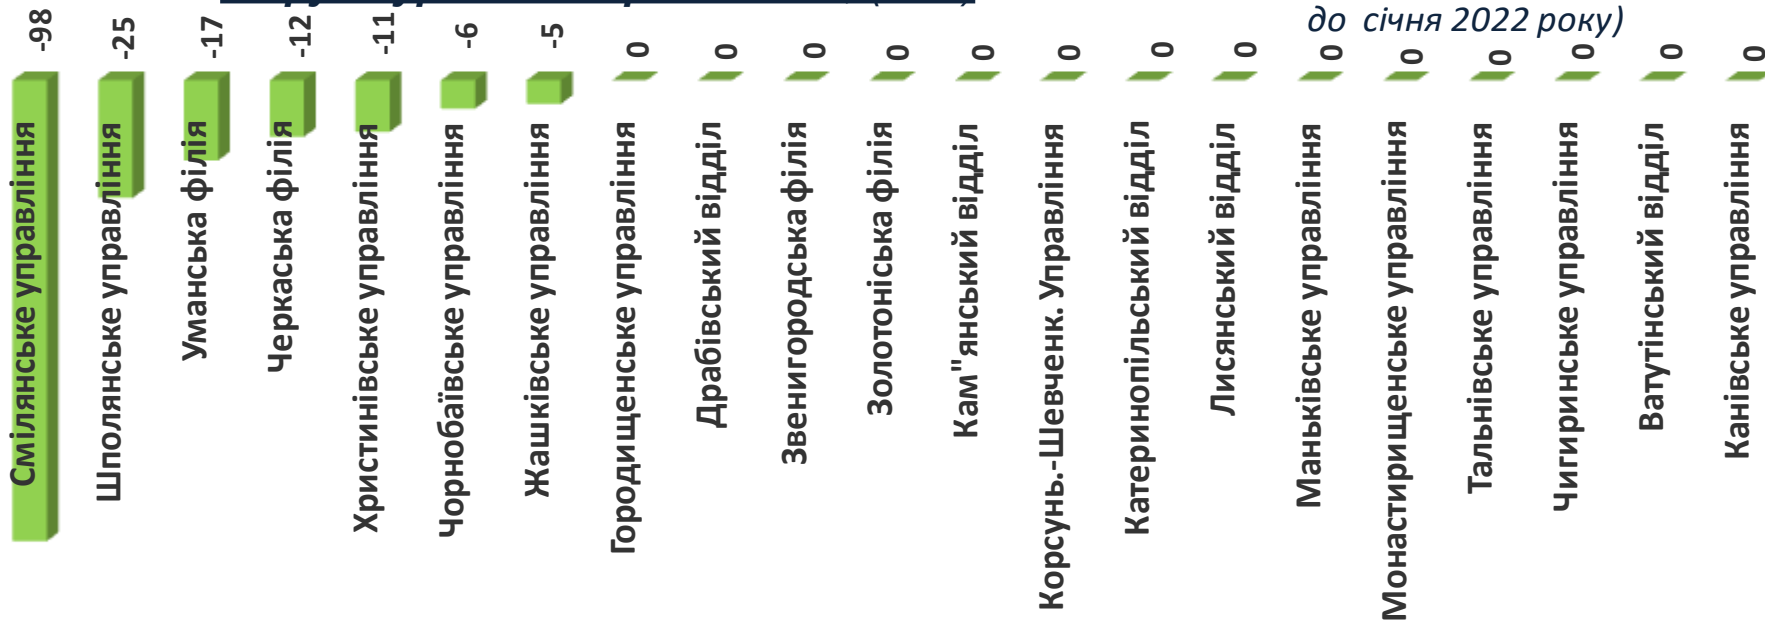 до січня 2022 року)
-98
-25
-17
-12
-11
-6
-5
0
0
0
0
0
0
0
0
0
0
0
0
0
0
Смілянське управління
Шполянське управління
Уманська філія
Черкаська філія
Христинівське управління
Чорнобаївське управління
Жашківське управління
Городищенське управління
Драбівський відділ
Звенигородська філія
Золотоніська філія
Кам"янський відділ
Корсунь.-Шевченк. Управління
Катеринопільський відділ
Лисянський відділ
Маньківське управління
Монастирищенське управління
Тальнівське управління
Чигиринське управління
Ватутінський відділ
Канівське управління